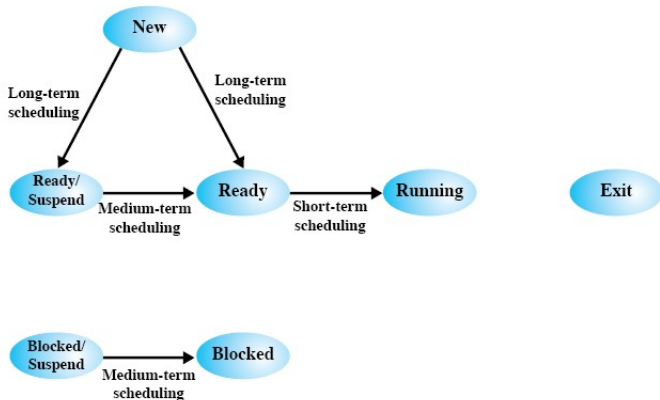 New
Long-term
scheduling
Long-term
scheduling
Ready/
Suspend
Medium-term
scheduling
Ready
Short-term
scheduling
Running
Exit
Blocked/
Suspend
Medium-term
scheduling
Blocked